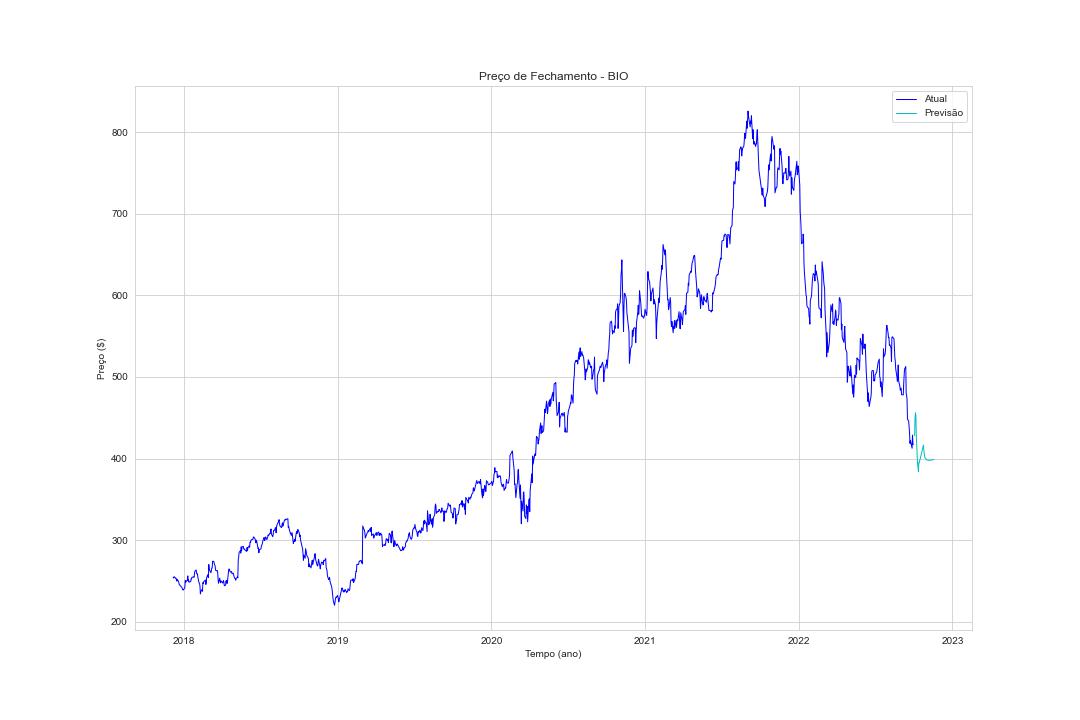 Preço de Fechamento - BIO
Atual
Previsão
800
700
600
500
400
300
200
Preço ($)
2018 2019 2020 2021 2022 2023
Tempo (ano)